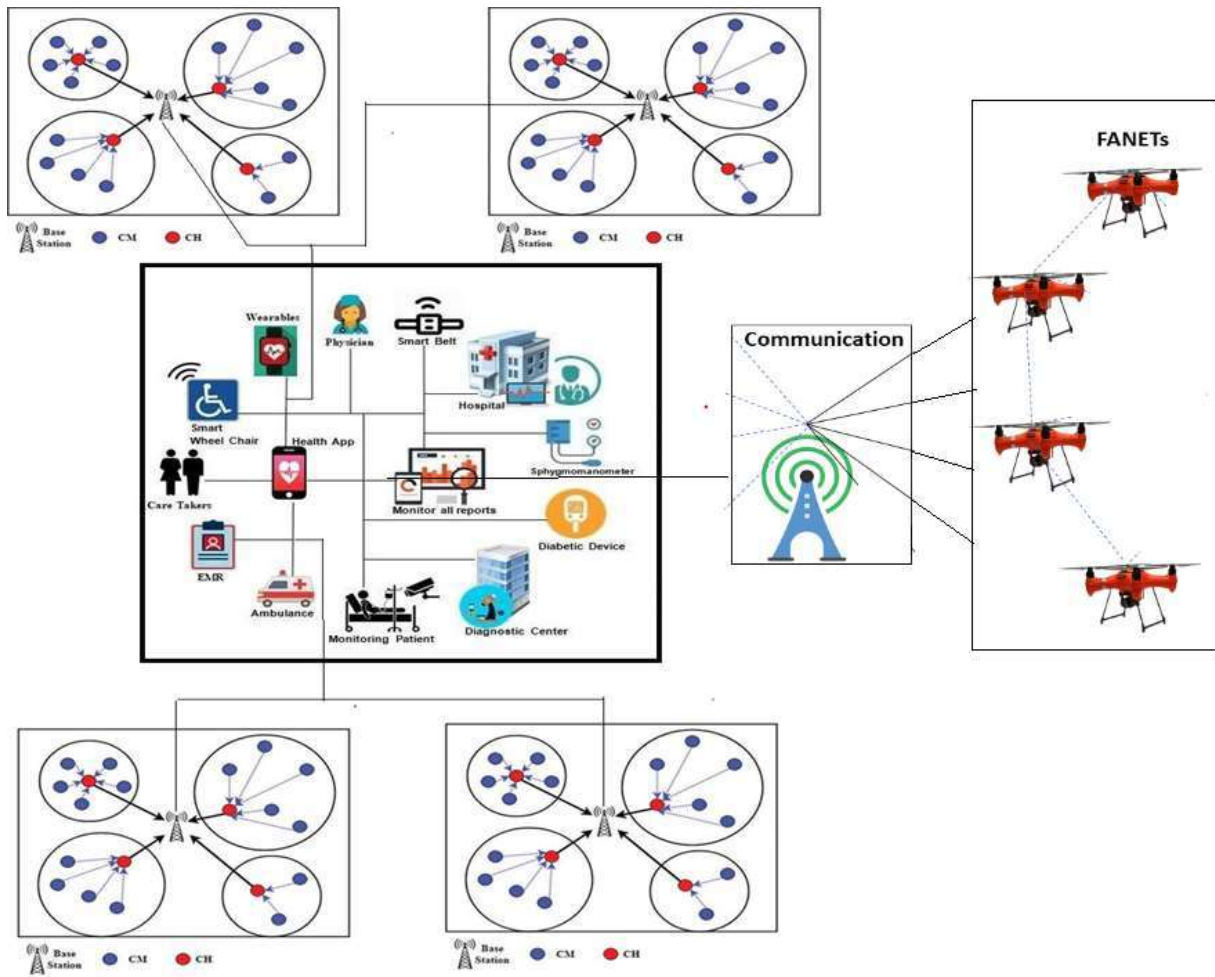 Base
Station
CM
CH
Base
Station
CM
CH
FANETs
Wearables
Physician
Smart Belt
Hospital
Communication
Smart
Wheel Chair
Health App
Sphygmomanometer
Care Takers
Monitor all reports
Diabetic Device
EMR
Ambulance
Monitoring Patient
Diagnostic Center
Base
Station
CM
CH
Base
Station
CM
CH